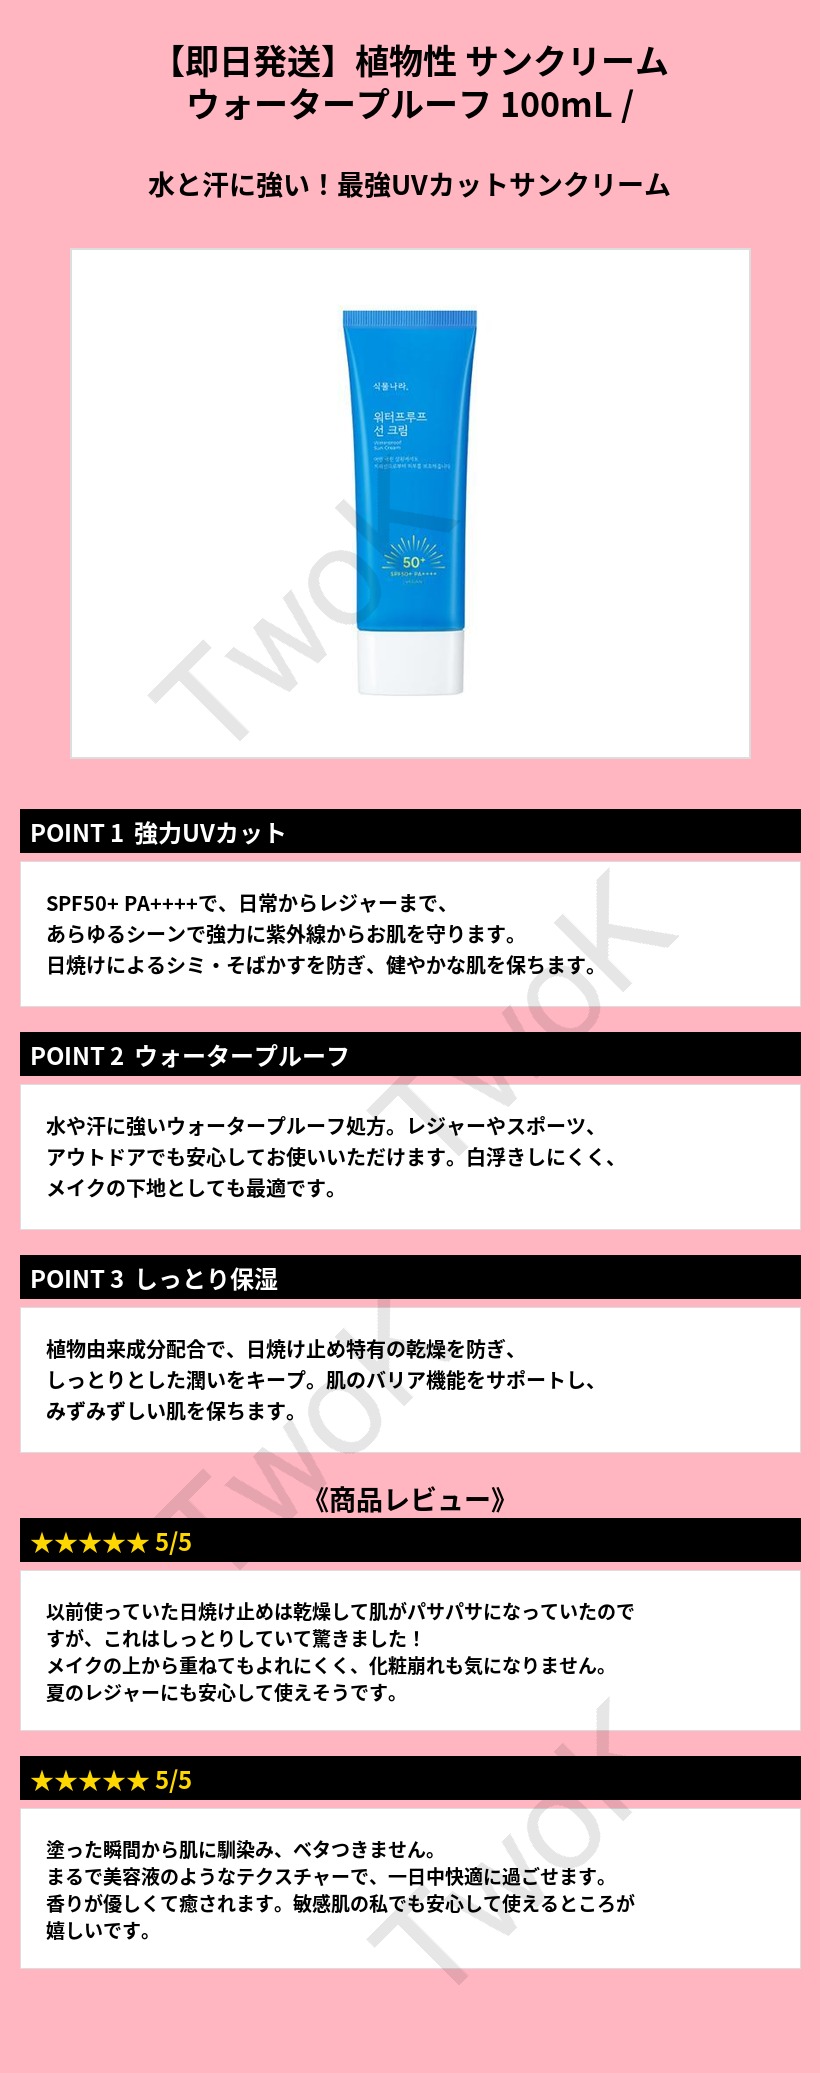 【即日発送】植物性 サンクリーム
ウォータープルーフ 100mL /
水と汗に強い！最強UVカットサンクリーム
식물나라.
워터프루프
선 크림
Waterproof
Sun Cream
50+
SPF50+ PA++++
TwoK
POINT 1 強力UVカット
SPF50+ PA++++で、日常からレジャーまで、
あらゆるシーンで強力に紫外線からお肌を守ります。
日焼けによるシミ・そばかすを防ぎ、健やかな肌を保ちます。
TwoK
POINT 2 ウォータープルーフ
水や汗に強いウォータープルーフ処方。レジャーやスポーツ、
アウトドアでも安心してお使いいただけます。白浮きしにくく、
メイクの下地としても最適です。
POINT 3 しっとり保湿
植物由来成分配合で、日焼け止め特有の乾燥を防ぎ、
しっとりとした潤いをキープ。肌のバリア機能をサポートし、
みずみずしい肌を保ちます。
TwoK
《商品レビュー》
★★★★★ 5/5
以前使っていた日焼け止めは乾燥して肌がパサパサになっていたので
すが、これはしっとりしていて驚きました！
メイクの上から重ねてもよれにくく、化粧崩れも気になりません。
夏のレジャーにも安心して使えそうです。
★★★★★ 5/5
塗った瞬間から肌に馴染み、ベタつきません。
まるで美容液のようなテクスチャーで、一日中快適に過ごせます。
香りが優しくて癒されます。敏感肌の私でも安心して使えるところが
嬉しいです。
TwoK